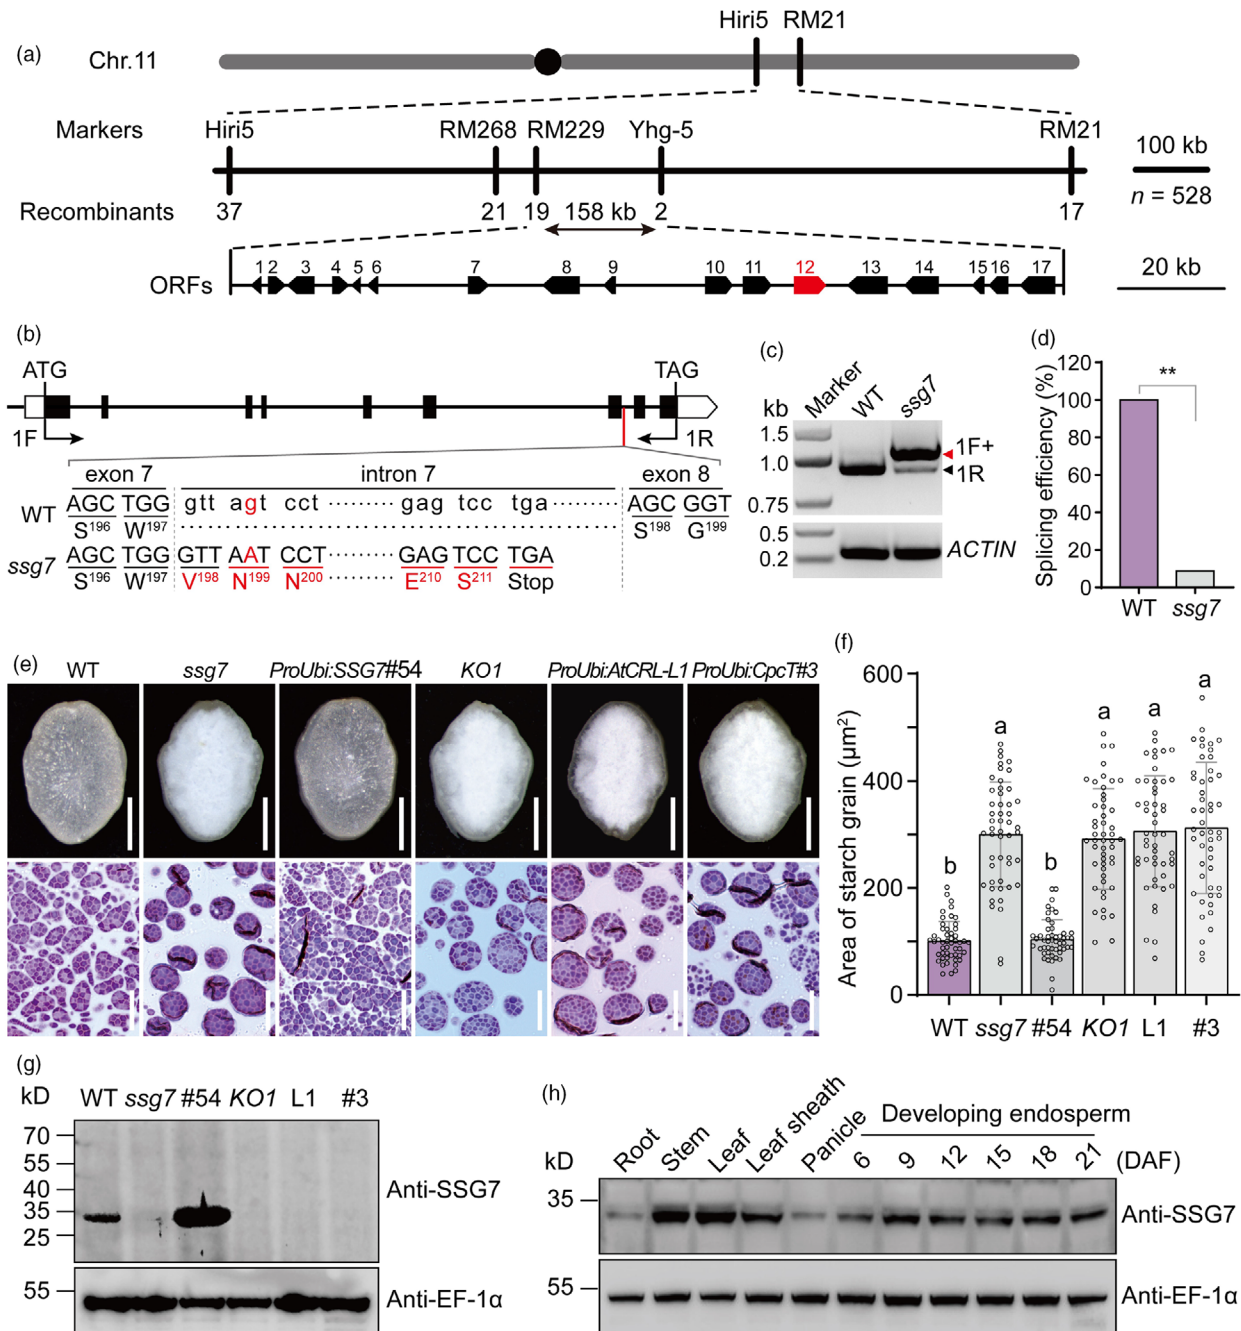 (a)
Hiri5 RM21
Chr.11
Markers Hiri5 RM268 RM229 Yhg-5 RM21
100 kb
Recombinants 37 21 19 158 kb 2 17
n = 528
ORFs 1 2 3 4 5 6 7 8 9 10 11 12 13 14 15 16 17
20 kb
(b)
ATG TAG
1F 1R
exon 7 intron 7 exon 8
WT AGC TGG gtt agt cct ········· gag tcc tga ······ AGC GGT
S196 W197 S198 G199
ssg7 AGC TGG GTT AAT CCT ········· GAG TCC TGA
S196 W197 V198 N199 N200 ········· E210 S211 Stop
(c)
Marker WT ssg7
kb
1.5
1.0
0.75
0.5
0.2
1F+
1R
ACTIN
(d)
Splicing efficiency (%)
120
100
80
60
40
20
0
**
WT ssg7
(e)
WT ssg7 ProUbi:SSG7#54 KO1 ProUbi:AtCRL-L1 ProUbi:CpcT#3
(f)
Area of starch grain (µm²)
600
400
200
0
b a b a a a
WT ssg7 #54 KO1 L1 #3
(g)
kD WT ssg7 #54 KO1 L1 #3
70
55
40
35
25
Anti-SSG7
55
Anti-EF-1α
(h)
Developing endosperm
kD Root Stem Leaf Leaf sheath Panicle 6 9 12 15 18 21 (DAF)
35
Anti-SSG7
55
Anti-EF-1α